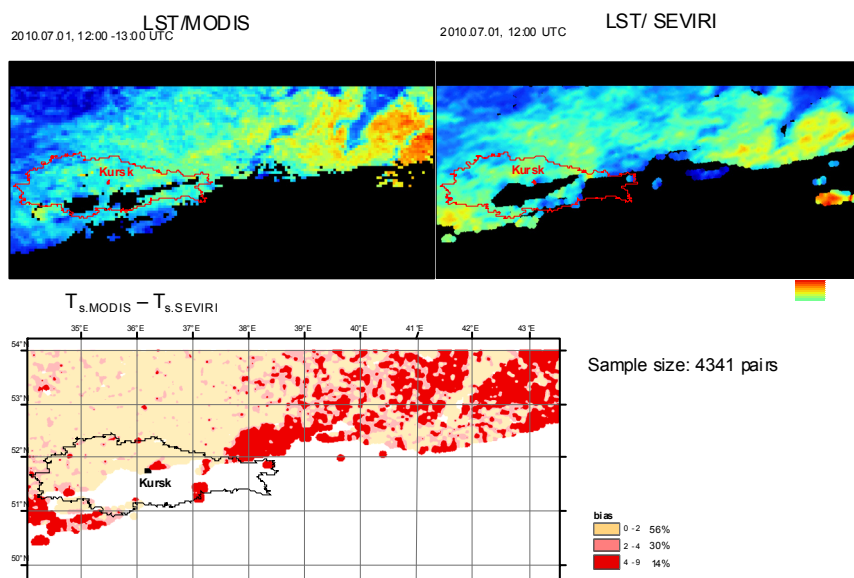 LST/MODIS
2010.07.01, 12:00 -13:00 UTC
LST/ SEVIRI
2010.07.01, 12:00 UTC
Kursk
Kursk
Ts.MODIS – Ts.SEVIRI
35°E 36°E 37°E 38°E 39°E 40°E 41°E 42°E 43°E
54°N
53°N
52°N
51°N
50°N
Kursk
Sample size: 4341 pairs
bias
0 - 2 56%
2 - 4 30%
4 - 9 14%